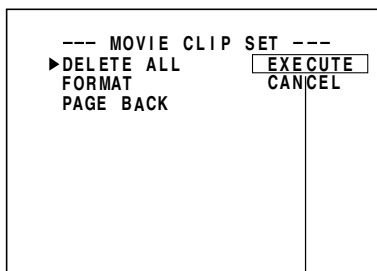 --- MOVIE CLIP SET ---
▶DELETE ALL EXECUTE
FORMAT CANCEL
PAGE BACK